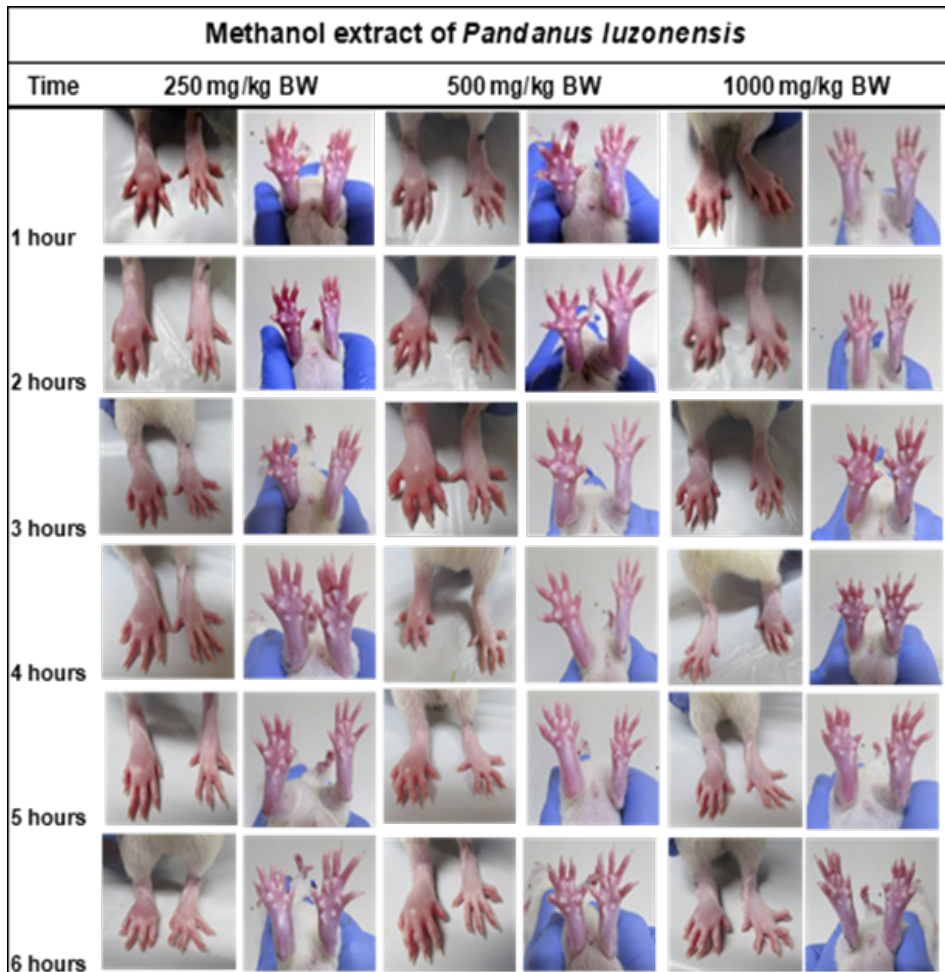 Methanol extract of Pandanus luzonensis
Time 250 mg/kg BW 500 mg/kg BW 1000 mg/kg BW
1 hour
2 hours
3 hours
4 hours
5 hours
6 hours